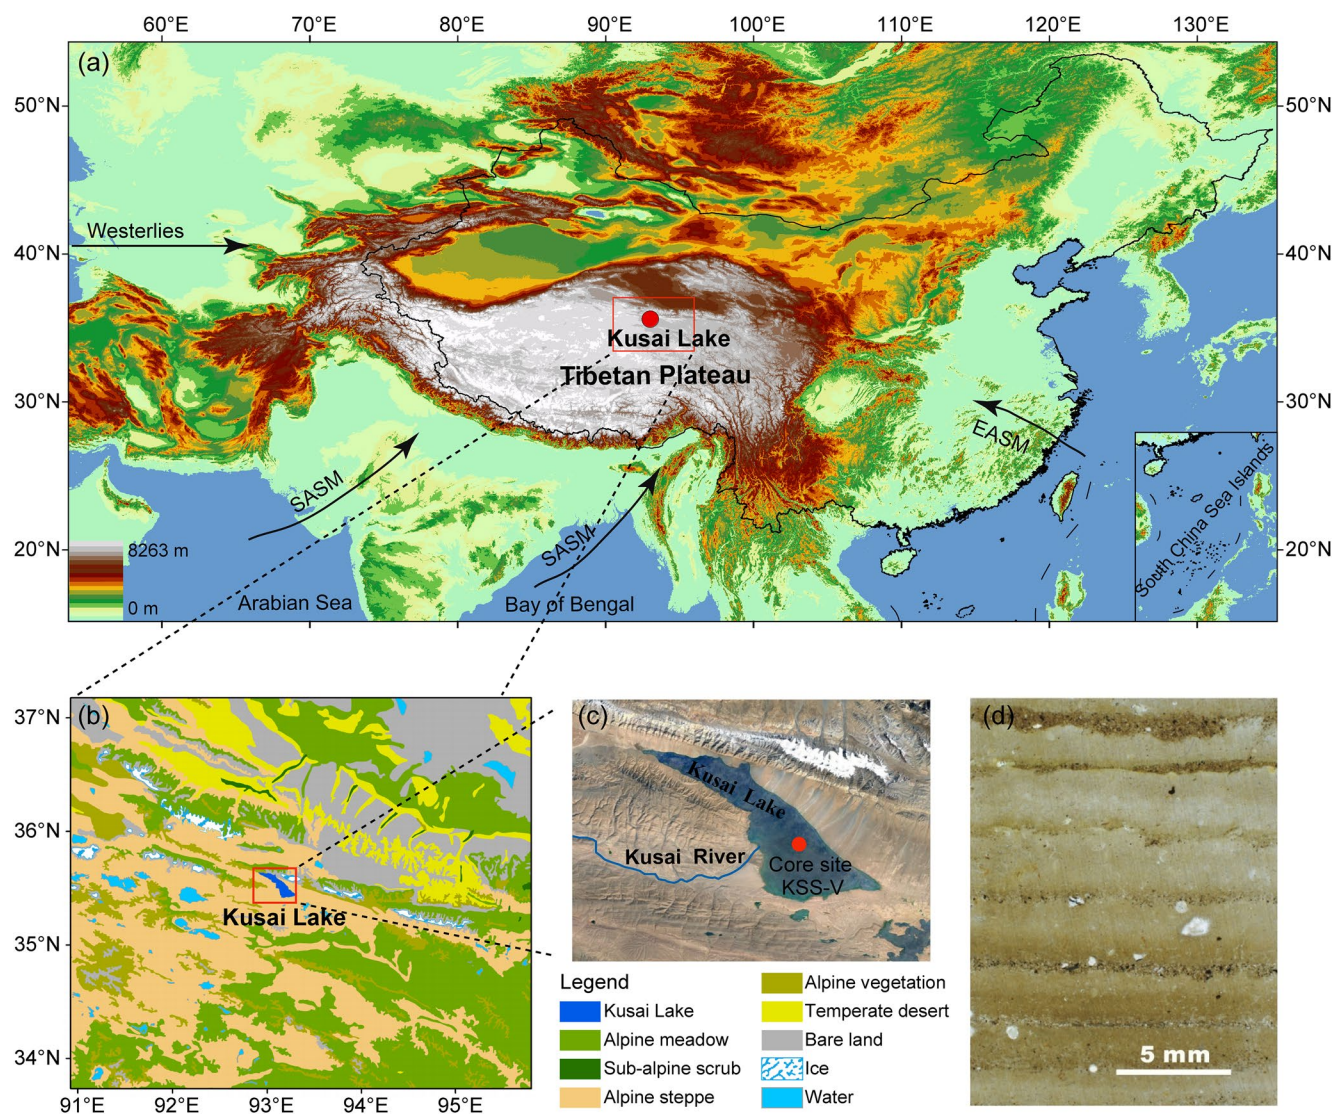 60°E 70°E 80°E 90°E 100°E 110°E 120°E 130°E
(a)
50°N 50°N
Westerlies
40°N 40°N
Kusai Lake
Tibetan Plateau
30°N 30°N
EASM
SASM
SASM
South China Sea Islands
8263 m
20°N 20°N
0 m
Arabian Sea
Bay of Bengal
(b)
37°N
36°N
35°N
34°N
Kusai Lake
91°E 92°E 93°E 94°E 95°E
(c)
Kusai Lake
Kusai River
Core site
KSS-V
Legend
Kusai Lake
Alpine meadow
Sub-alpine scrub
Alpine steppe
Alpine vegetation
Temperate desert
Bare land
Ice
Water
(d)
5 mm